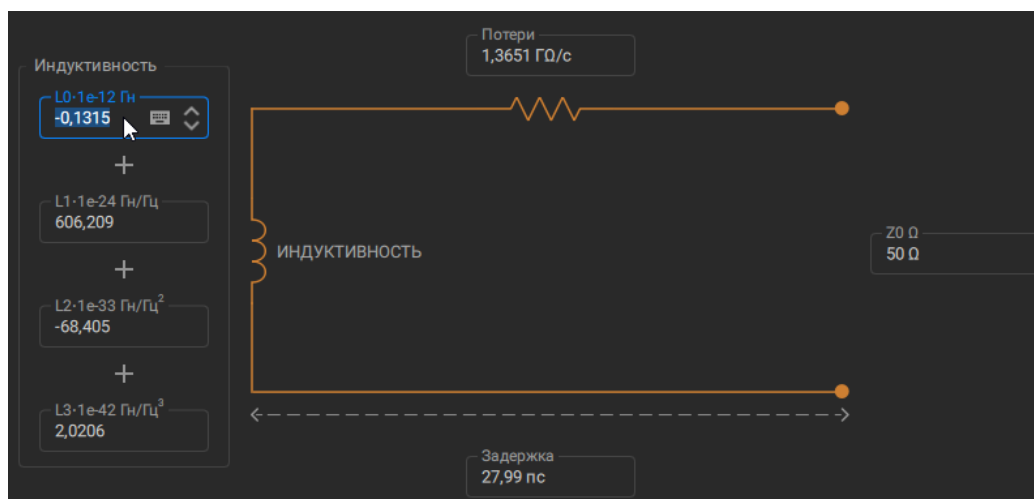 Потери
1,3651 ГΩ/с
Индуктивность
L0·1e-12 Гн
-0,1315
L1·1e-24 Гн/Гц
606,209
ИНДУКТИВНОСТЬ
Z0 Ω
50 Ω
L2·1e-33 Гн/Гц²
-68,405
L3·1e-42 Гн/Гц³
2,0206
Задержка
27,99 пс